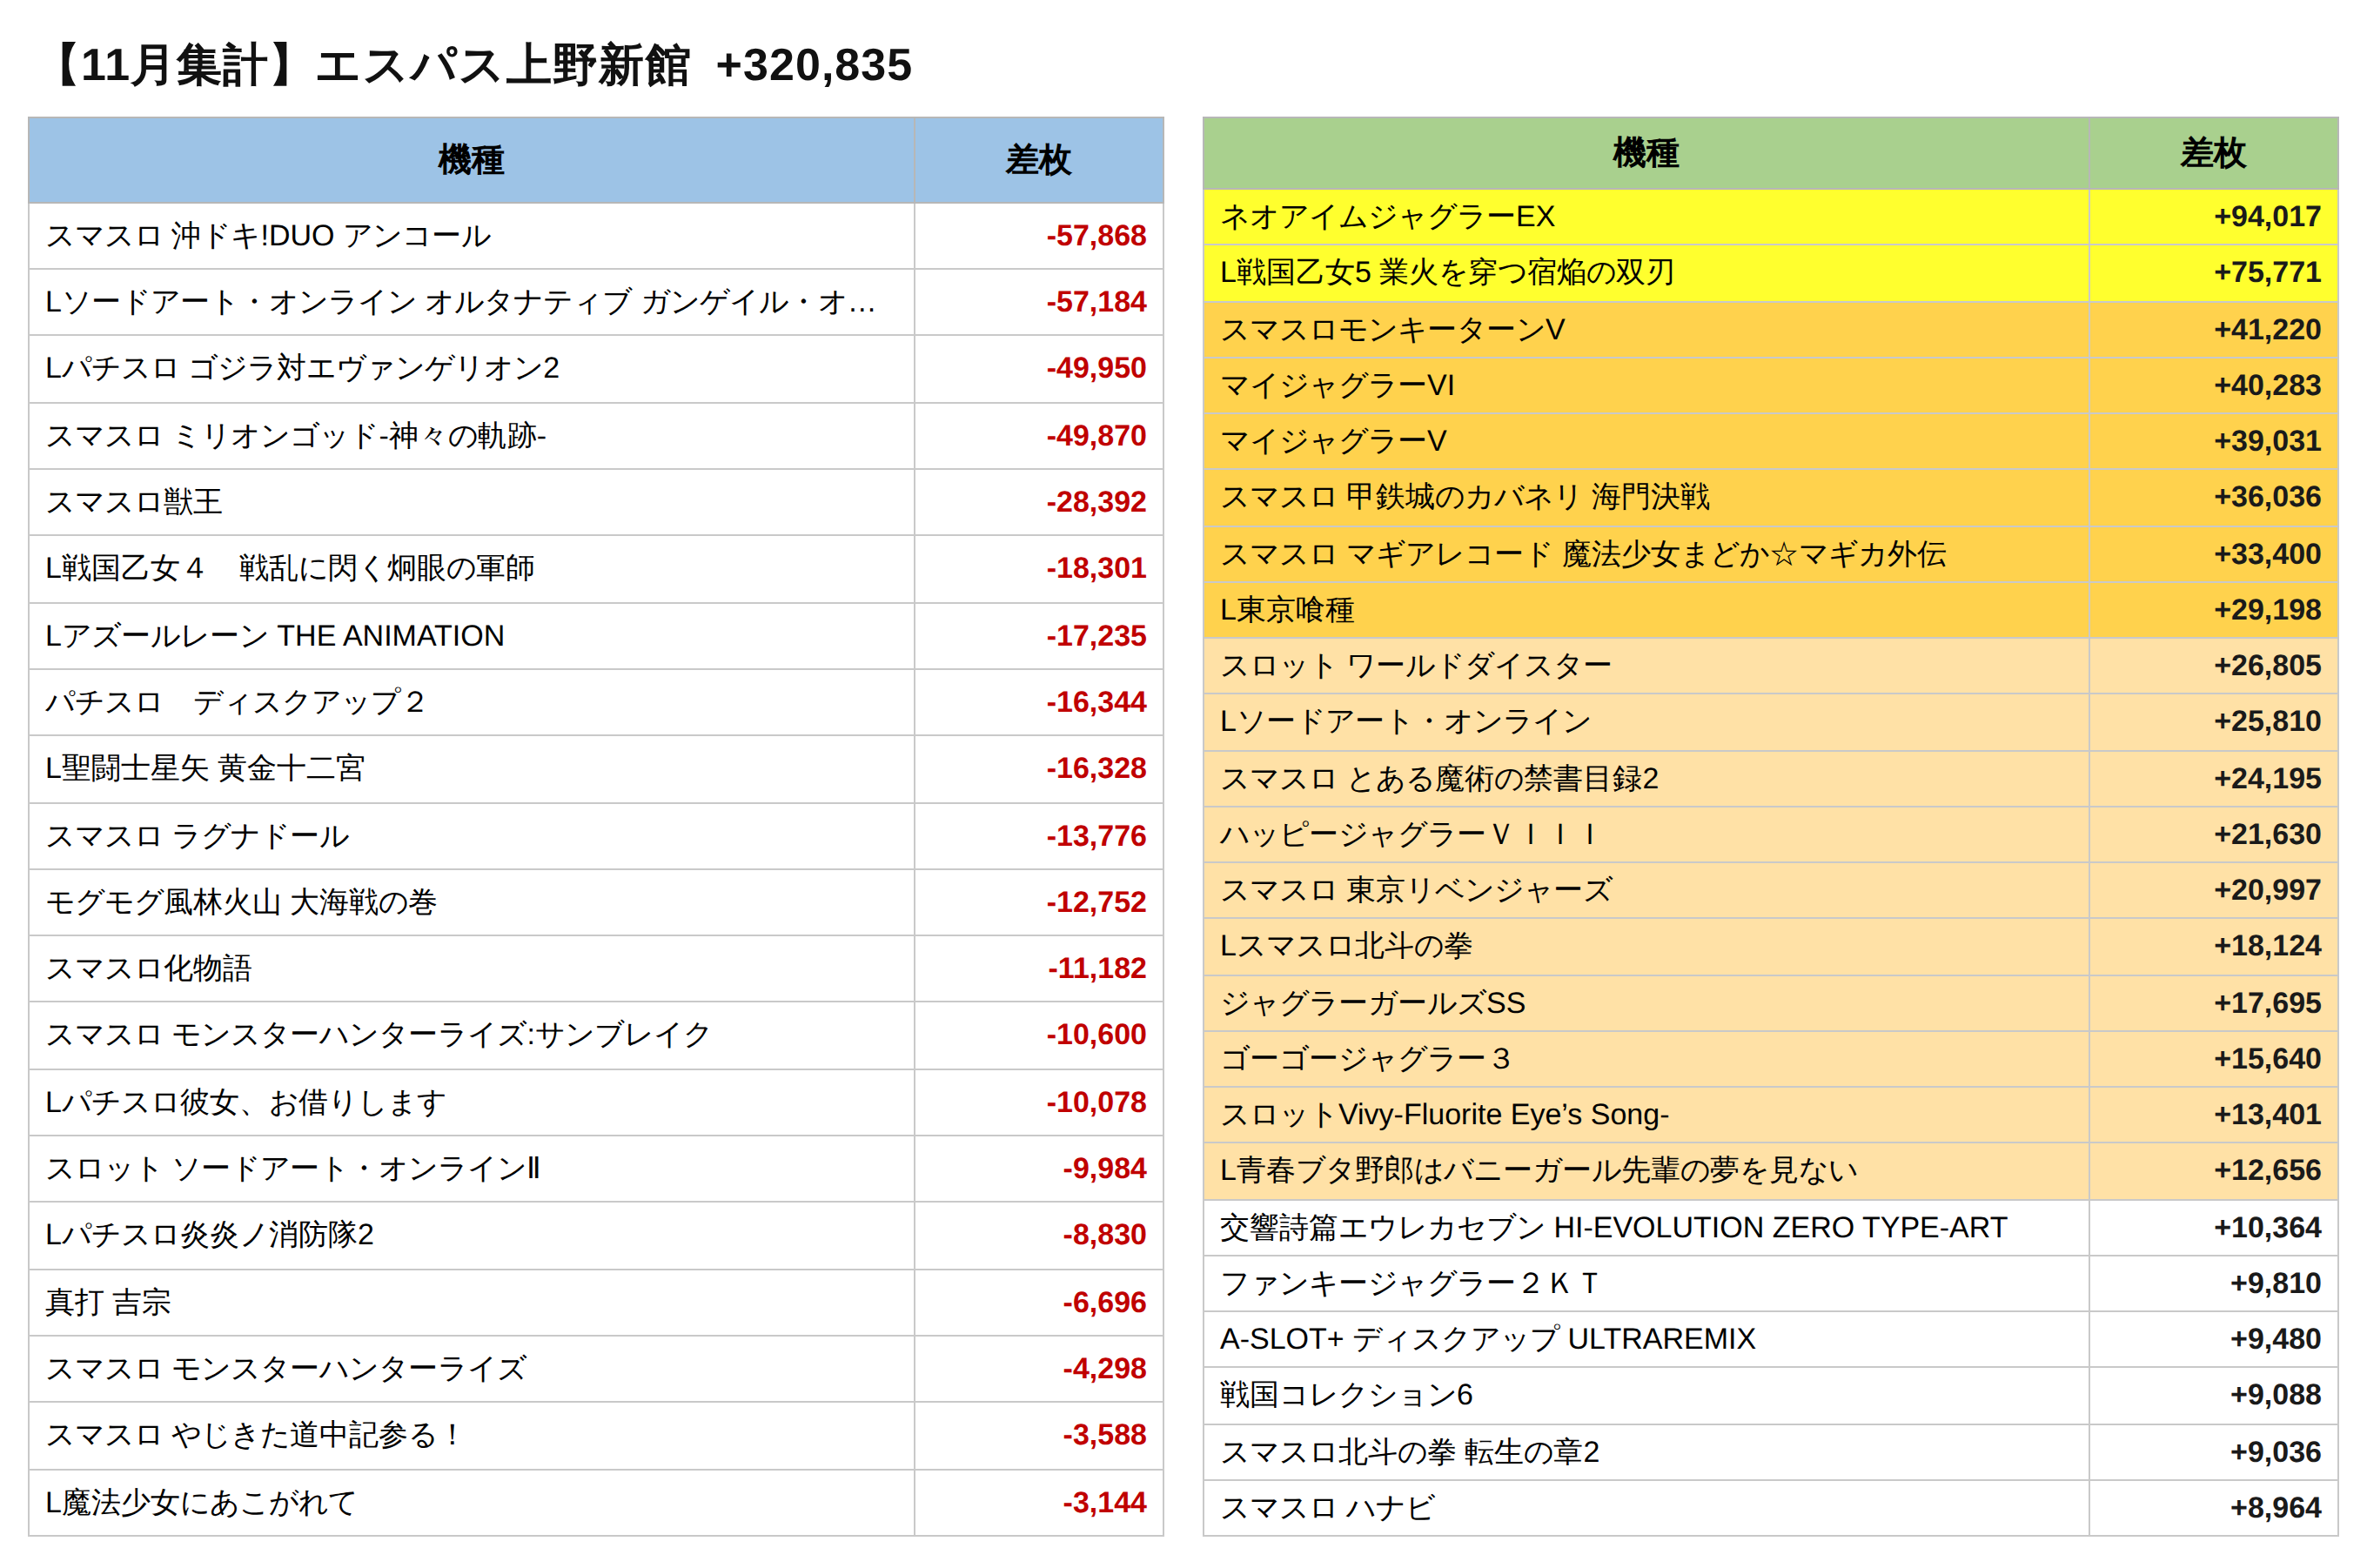 【11月集計】エスパス上野新館 +320,835
機種 差枚
スマスロ 沖ドキ!DUO アンコール -57,868
Lソードアート・オンライン オルタナティブ ガンゲイル・オ… -57,184
Lパチスロ ゴジラ対エヴァンゲリオン2 -49,950
スマスロ ミリオンゴッド-神々の軌跡- -49,870
スマスロ獣王 -28,392
L戦国乙女４　戦乱に閃く炯眼の軍師 -18,301
Lアズールレーン THE ANIMATION -17,235
パチスロ　ディスクアップ２ -16,344
L聖闘士星矢 黄金十二宮 -16,328
スマスロ ラグナドール -13,776
モグモグ風林火山 大海戦の巻 -12,752
スマスロ化物語 -11,182
スマスロ モンスターハンターライズ:サンブレイク -10,600
Lパチスロ彼女、お借りします -10,078
スロット ソードアート・オンラインⅡ -9,984
Lパチスロ炎炎ノ消防隊2 -8,830
真打 吉宗 -6,696
スマスロ モンスターハンターライズ -4,298
スマスロ やじきた道中記参る！ -3,588
L魔法少女にあこがれて -3,144
機種 差枚
ネオアイムジャグラーEX +94,017
L戦国乙女5 業火を穿つ宿焔の双刃 +75,771
スマスロモンキーターンV +41,220
マイジャグラーVI +40,283
マイジャグラーV +39,031
スマスロ 甲鉄城のカバネリ 海門決戦 +36,036
スマスロ マギアレコード 魔法少女まどか☆マギカ外伝 +33,400
L東京喰種 +29,198
スロット ワールドダイスター +26,805
Lソードアート・オンライン +25,810
スマスロ とある魔術の禁書目録2 +24,195
ハッピージャグラーＶＩＩＩ +21,630
スマスロ 東京リベンジャーズ +20,997
Lスマスロ北斗の拳 +18,124
ジャグラーガールズSS +17,695
ゴーゴージャグラー３ +15,640
スロットVivy-Fluorite Eye’s Song- +13,401
L青春ブタ野郎はバニーガール先輩の夢を見ない +12,656
交響詩篇エウレカセブン HI-EVOLUTION ZERO TYPE-ART +10,364
ファンキージャグラー２ＫＴ +9,810
A-SLOT+ ディスクアップ ULTRAREMIX +9,480
戦国コレクション6 +9,088
スマスロ北斗の拳 転生の章2 +9,036
スマスロ ハナビ +8,964